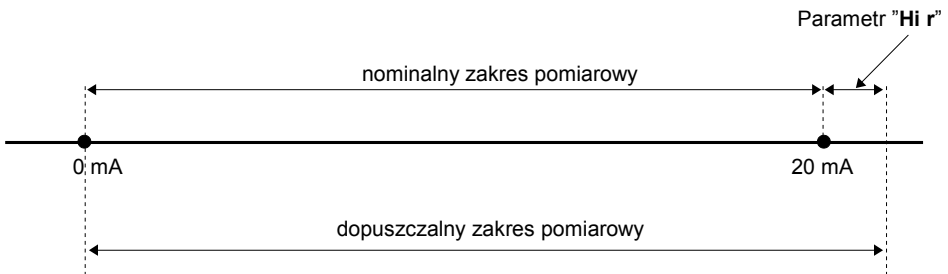 Parametr ”Hi r”
nominalny zakres pomiarowy
0 mA
20 mA
dopuszczalny zakres pomiarowy